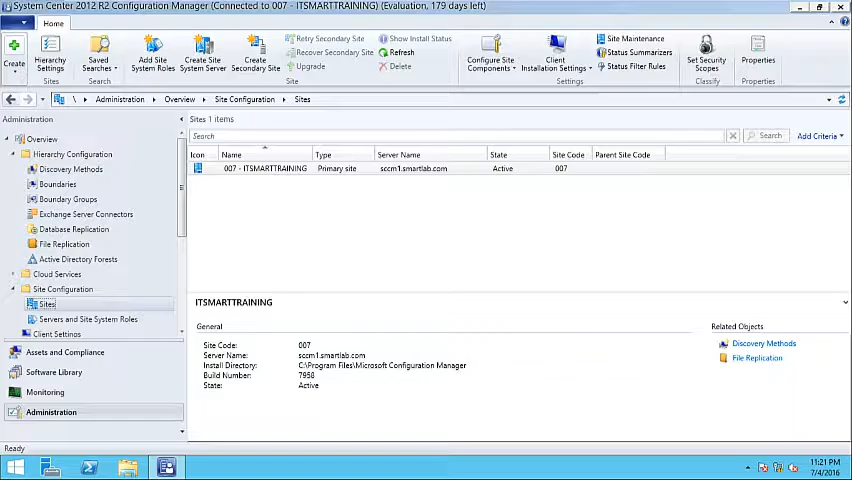 System Center 2012 R2 Configuration Manager (Connected to 007 - ITSMARTTRAINING) (Evaluation, 179 days left)
Home
Create
Hierarchy Settings
Sites
Saved Searches
Search
Add Site System Roles
Create Site System Server
Create Secondary Site
Retry Secondary Site
Recover Secondary Site
Upgrade
Show Install Status
Refresh
Delete
Site
Configure Site Components
Client Installation Settings
Site Maintenance
Status Summarizers
Status Filter Rules
Settings
Set Security Scopes
Classify
Properties
Properties
\ Administration Overview Site Configuration Sites
Administration
Overview
Hierarchy Configuration
Discovery Methods
Boundaries
Boundary Groups
Exchange Server Connectors
Database Replication
File Replication
Active Directory Forests
Cloud Services
Site Configuration
Sites
Servers and Site System Roles
Client Settings
Assets and Compliance
Software Library
Monitoring
Administration
Sites 1 items
Search
Search
Add Criteria
Icon Name Type Server Name State Site Code Parent Site Code
007 - ITSMARTTRAINING Primary site sccm1.smartlab.com Active 007
ITSMARTTRAINING
General
Site Code: 007
Server Name: sccm1.smartlab.com
Install Directory: C:\Program Files\Microsoft Configuration Manager
Build Number: 7958
State: Active
Related Objects
Discovery Methods
File Replication
Ready
11:21 PM
7/4/2016